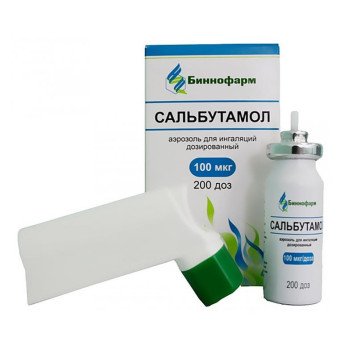 Биннофарм
САЛЬБУТАМОЛ
аэрозоль для ингаляций
дозированный
100 мкг
200 доз
Биннофарм
САЛЬБУТАМОЛ
аэрозоль для ингаляций
дозированный
100 мкг/доза
200 доз